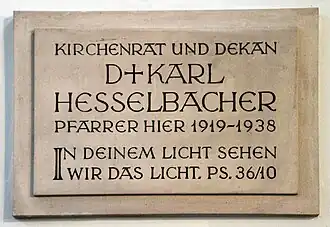 KIRCHENRAT UND DEKAN
D+KARL
HESSELBACHER
PFARRER HIER 1919-1938
IN DEINEM LICHT SEHEN
WIR DAS LICHT. PS. 36/10